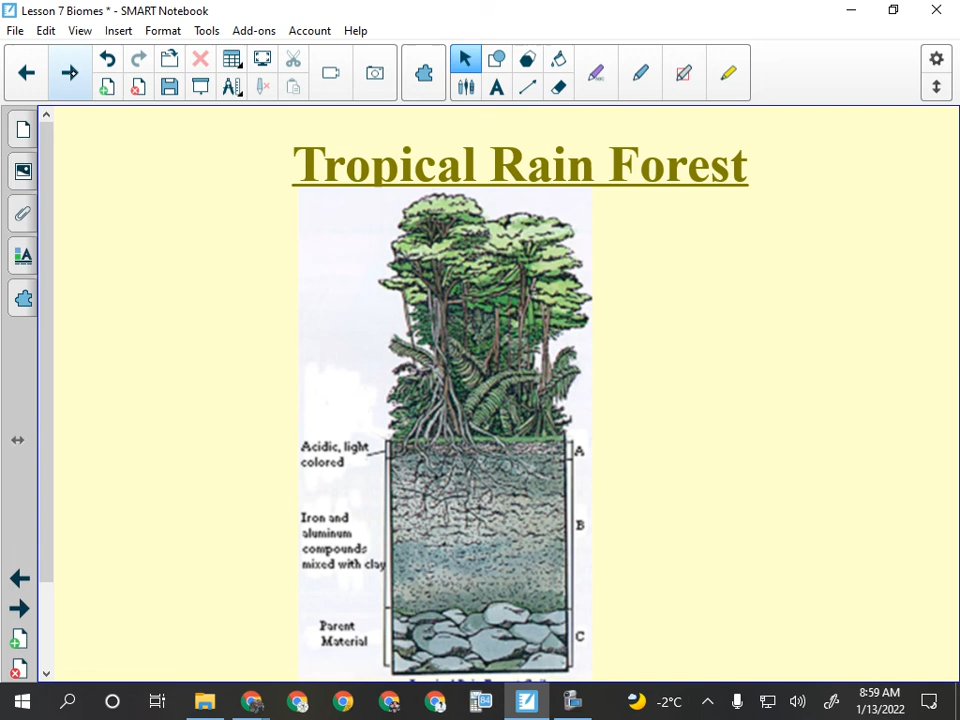 Lesson 7 Biomes * - SMART Notebook
File Edit View Insert Format Tools Add-ons Account Help
Tropical Rain Forest
Acidic, light
colored
A
Iron and
aluminum
compounds
mixed with clay
B
Parent
Material
C
-2°C
8:59 AM
1/13/2022